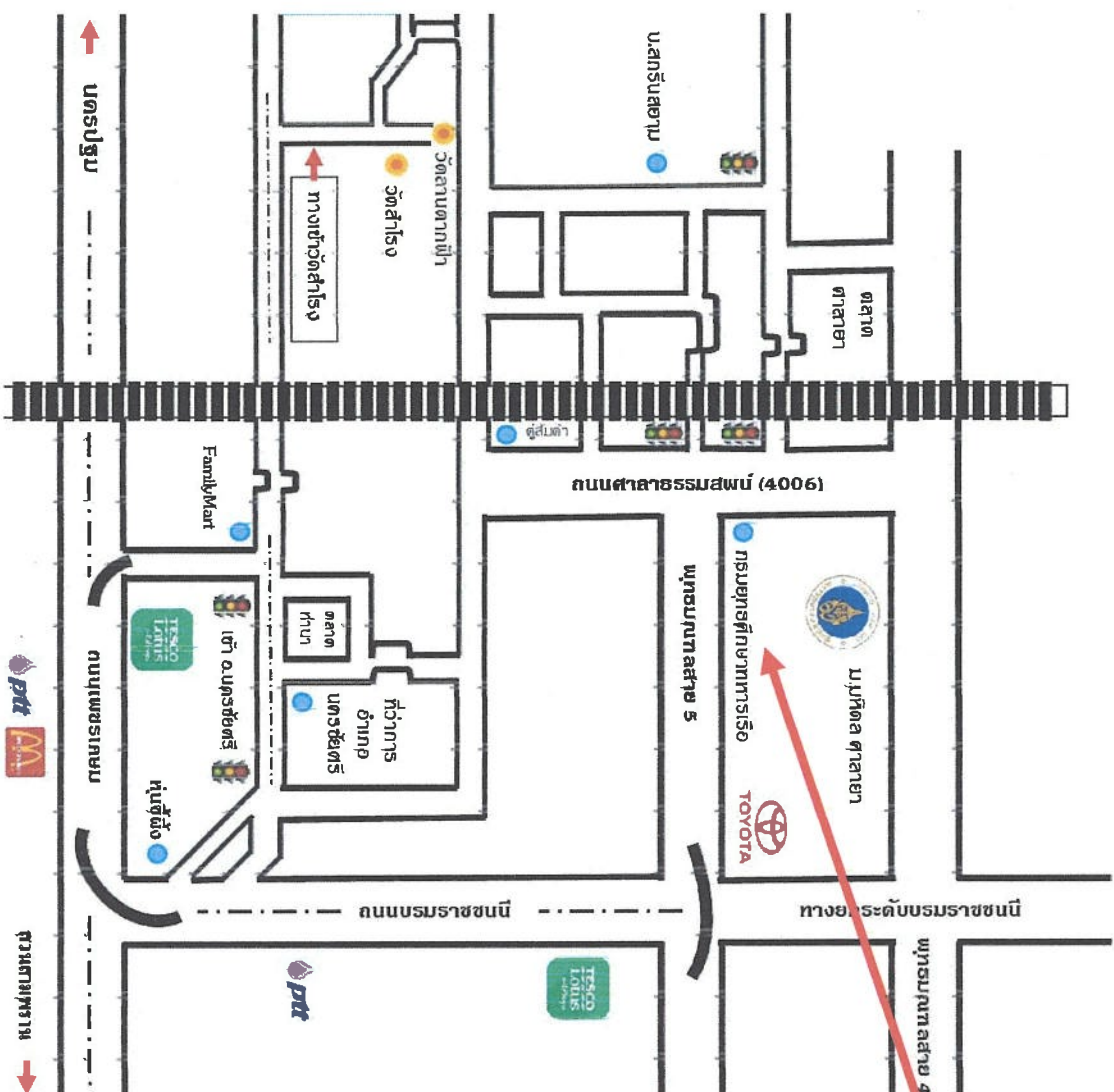 นครปฐม
ถนนเพชรเกษม
สวนสามพราน
ptt
FamilyMart
TESCO
Lotus
เข้า อ.นครชัยศรี
หุ่นขี้ผึ้ง
วัดลานตากฟ้า
วัดสำโรง
ทางเข้าวัดสำโรง
ตลาด
ท่านา
ที่ว่าการ
อำเภอ
นครชัยศรี
ถนนบรมราชชนนี
ptt
TESCO
Lotus
บ.สกรีนสยาม
ตู้ส้มดำ
ถนนศาลาธรรมสพน์ (4006)
พุทธมณฑลสาย 5
ตลาด
ศาลายา
กรมยุทธศึกษาทหารเรือ
ม.มหิดล ศาลายา
TOYOTA
ทางยกระดับบรมราชชนนี
พุทธมณฑลสาย 4